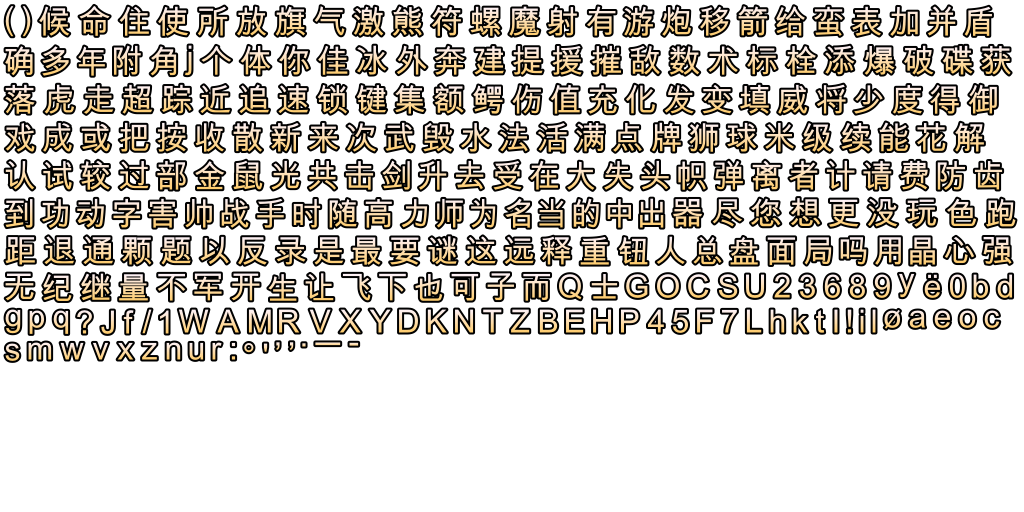 ()候命住使所放旗气激熊符螺魔射有游炮移箭给蛮表加并盾
确多年附角j个体你佳冰外奔建提援摧敌数术标栓添爆破碟获
落虎走超踪近追速锁键集额鳄伤值充化发变填威将少度得御
戏成或把按收散新来次武毁水法活满点牌狮球米级续能花解
认试较过部金鼠光共击剑升去受在大失头帜弹离者计请费防齿
到功动字害帅战手时随高力师为名当的中出器尽您想更没玩色跑
距退通颗题以反录是最要谜这远释重钮人总盘面局吗用晶心强
无纪继量不军开生让飞下也可子而Q士GOCSU23689yë0bd
gpq?Jf/1WAMRVXYDKNTZBEHP45F7Lhktl!iløaeoc
smwvxznur:°''’·—-